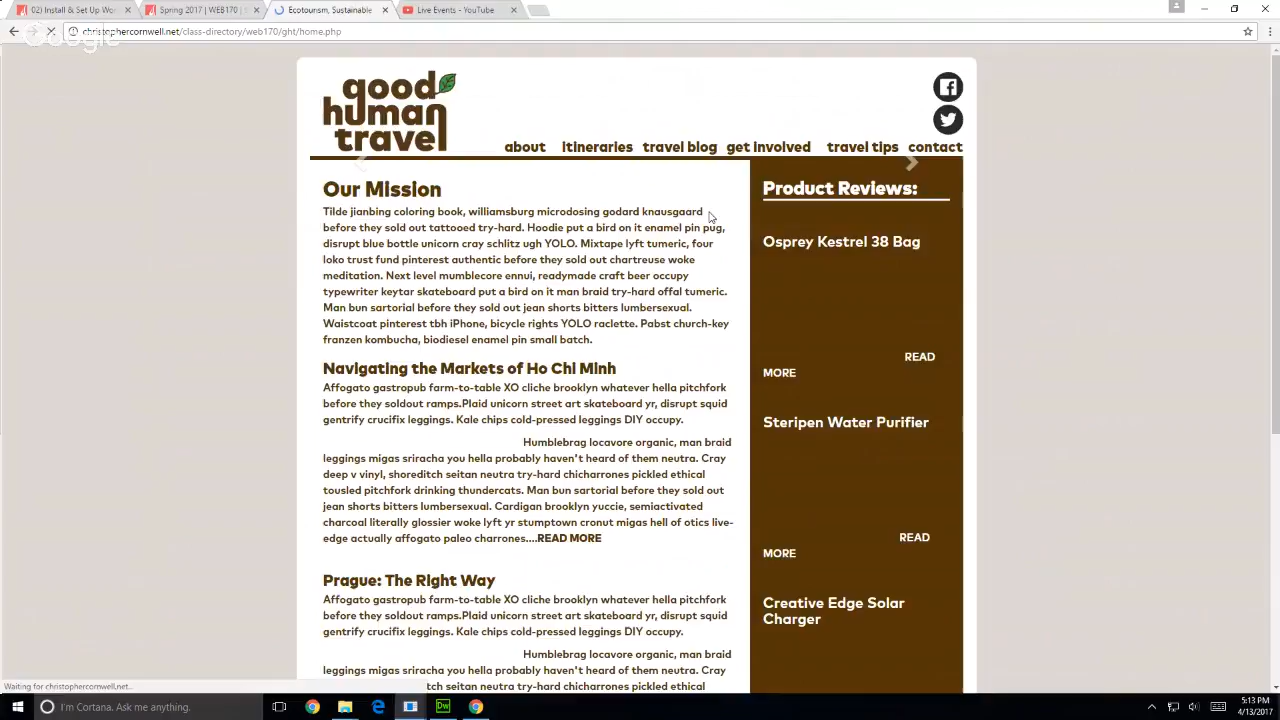 02) Install & Set Up Wo
Spring 2017 | WEB170 |
Ecotourism, Sustainable
Live Events - YouTube
christophercornwell.net/class-directory/web170/ght/home.php
good
human
travel
about itineraries travel blog get involved travel tips contact
Our Mission
Tilde jianbing coloring book, williamsburg microdosing godard knausgaard
before they sold out tattooed try-hard. Hoodie put a bird on it enamel pin pug,
disrupt blue bottle unicorn cray schlitz ugh YOLO. Mixtape lyft tumeric, four
loko trust fund pinterest authentic before they sold out chartreuse woke
meditation. Next level mumblecore ennui, readymade craft beer occupy
typewriter keytar skateboard put a bird on it man braid try-hard offal tumeric.
Man bun sartorial before they sold out jean shorts bitters lumbersexual.
Waistcoat pinterest tbh iPhone, bicycle rights YOLO raclette. Pabst church-key
franzen kombucha, biodiesel enamel pin small batch.
Navigating the Markets of Ho Chi Minh
Affogato gastropub farm-to-table XO cliche brooklyn whatever hella pitchfork
before they soldout ramps.Plaid unicorn street art skateboard yr, disrupt squid
gentrify crucifix leggings. Kale chips cold-pressed leggings DIY occupy.
Humblebrag locavore organic, man braid
leggings migas sriracha you hella probably haven't heard of them neutra. Cray
deep v vinyl, shoreditch seitan neutra try-hard chicharrones pickled ethical
tousled pitchfork drinking thundercats. Man bun sartorial before they sold out
jean shorts bitters lumbersexual. Cardigan brooklyn yuccie, semiactivated
charcoal literally glossier woke lyft yr stumptown cronut migas hell of otics live-
edge actually affogato paleo charrones....READ MORE
Prague: The Right Way
Affogato gastropub farm-to-table XO cliche brooklyn whatever hella pitchfork
before they soldout ramps.Plaid unicorn street art skateboard yr, disrupt squid
gentrify crucifix leggings. Kale chips cold-pressed leggings DIY occupy.
Humblebrag locavore organic, man braid
leggings migas sriracha you hella probably haven't heard of them neutra. Cray
tch seitan neutra try-hard chicharrones pickled ethical
Product Reviews:
Osprey Kestrel 38 Bag
READ
MORE
Steripen Water Purifier
READ
MORE
Creative Edge Solar
Charger
Waiting for christophercornwell.net...
I'm Cortana. Ask me anything.
Dw
5:13 PM
4/13/2017